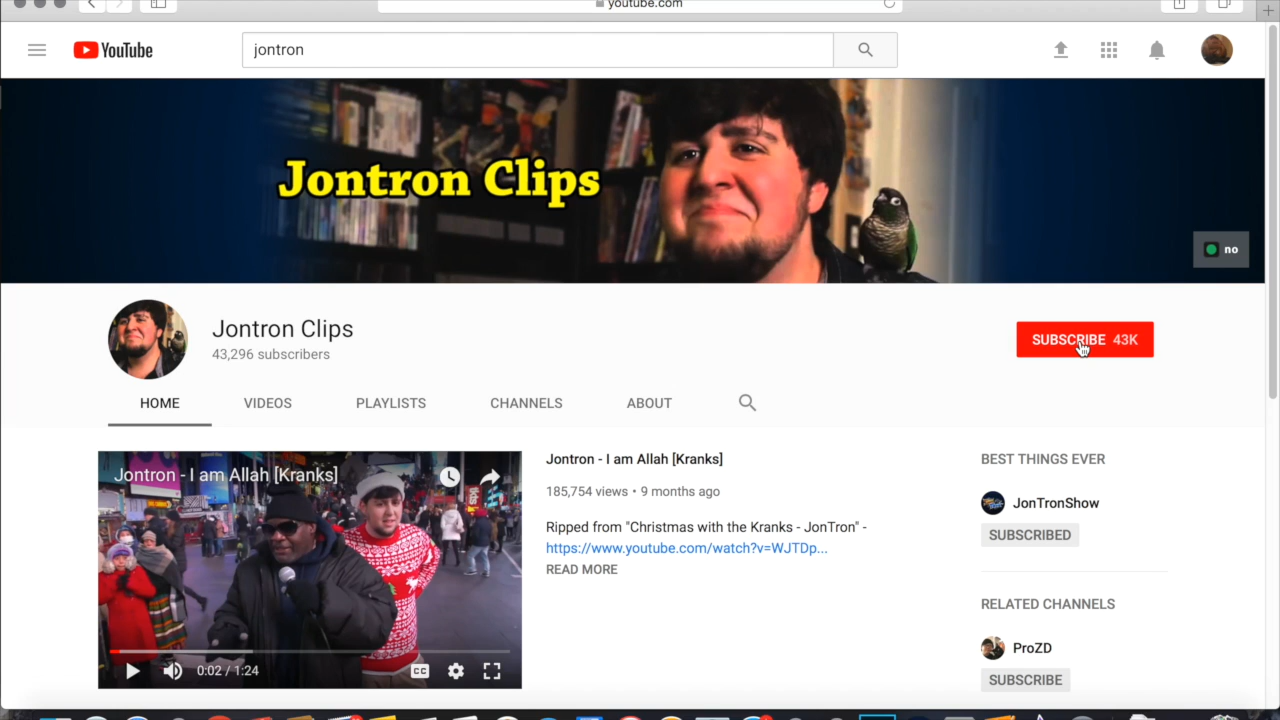 youtube.com
YouTube
jontron
Jontron Clips
no
Jontron Clips
43,296 subscribers
SUBSCRIBE 43K
HOME VIDEOS PLAYLISTS CHANNELS ABOUT
Jontron - I am Allah [Kranks]
0:02 / 1:24
CC
Jontron - I am Allah [Kranks]
185,754 views • 9 months ago
Ripped from "Christmas with the Kranks - JonTron" -
https://www.youtube.com/watch?v=WJTDp...
READ MORE
BEST THINGS EVER
JonTronShow
SUBSCRIBED
RELATED CHANNELS
ProZD
SUBSCRIBE